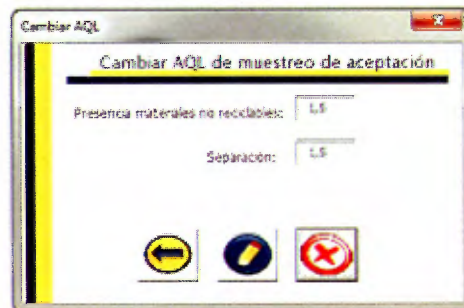 Cambiar AQL
Cambiar AQL de muestreo de aceptación
Presencia materiales no reciclables: 1,5
Separación: 1,5